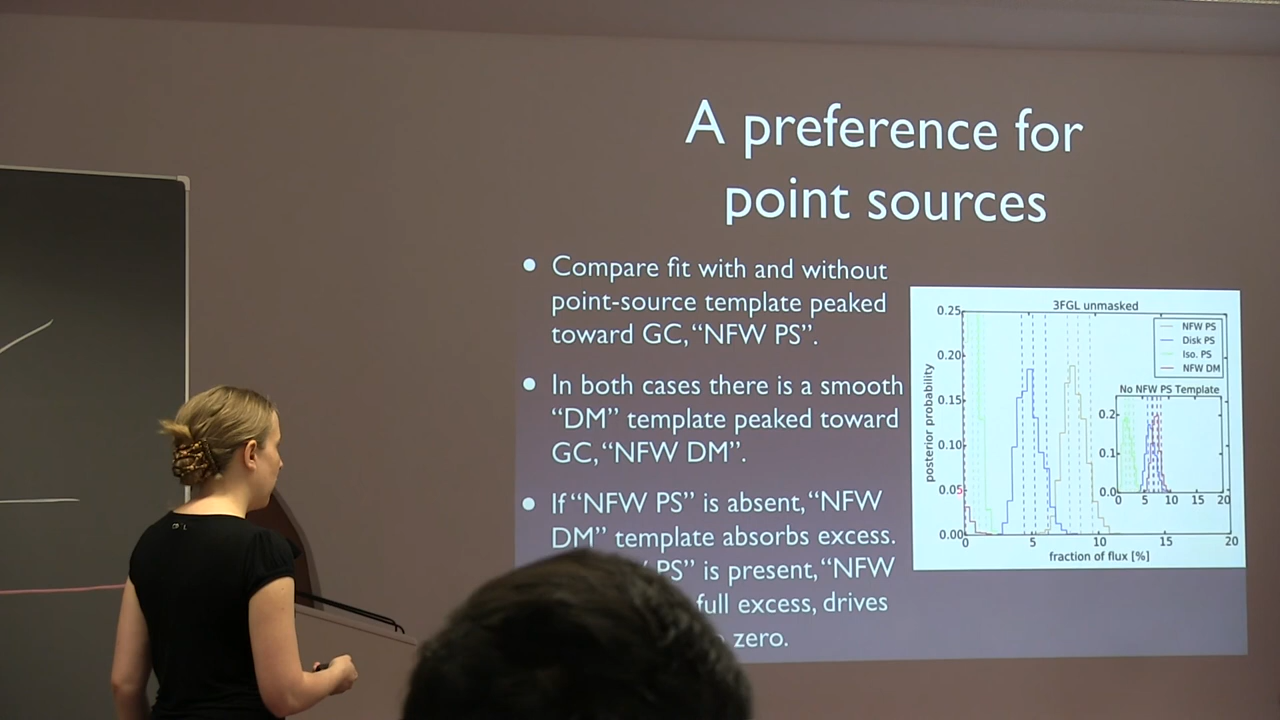 A preference for
point sources
• Compare fit with and without
point-source template peaked
toward GC, “NFW PS”.
• In both cases there is a smooth
“DM” template peaked toward
GC, “NFW DM”.
• If “NFW PS” is absent, “NFW
DM” template absorbs excess.
PS” is present, “NFW
full excess, drives
zero.
3FGL unmasked
0.25
0.20
0.15
0.10
0.05
0.00
posterior probability
0 5 10 15 20
fraction of flux [%]
NFW PS
Disk PS
Iso. PS
NFW DM
No NFW PS Template
0.2
0.1
0.0
0 5 10 15 20